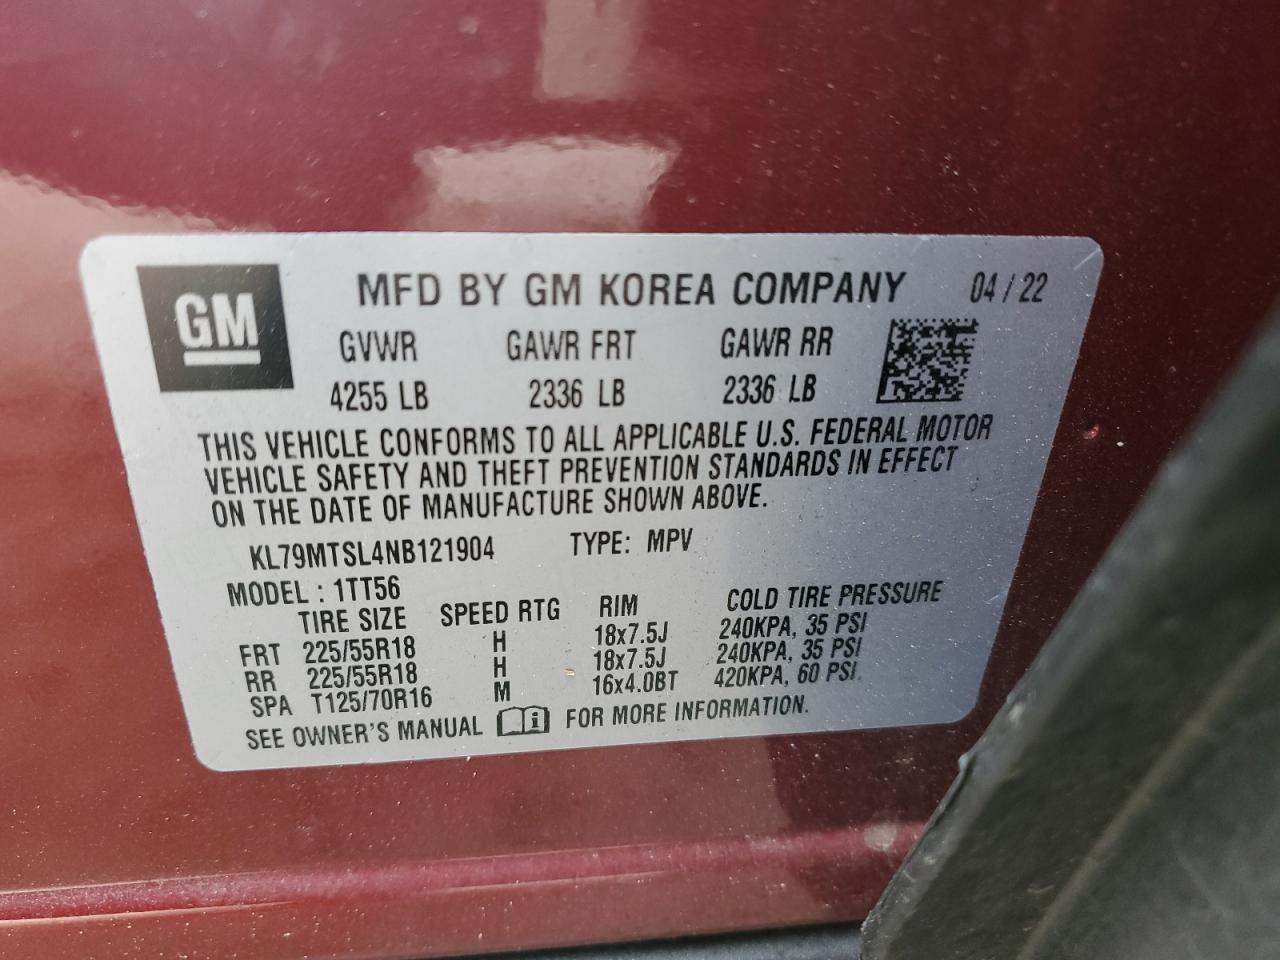 GM
MFD BY GM KOREA COMPANY 04 / 22
GVWR GAWR FRT GAWR RR
4255 LB 2336 LB 2336 LB
THIS VEHICLE CONFORMS TO ALL APPLICABLE U.S. FEDERAL MOTOR
VEHICLE SAFETY AND THEFT PREVENTION STANDARDS IN EFFECT
ON THE DATE OF MANUFACTURE SHOWN ABOVE.
KL79MTSL4NB121904 TYPE: MPV
MODEL : 1TT56
TIRE SIZE SPEED RTG RIM COLD TIRE PRESSURE
FRT 225/55R18 H 18x7.5J 240KPA, 35 PSI
RR 225/55R18 H 18x7.5J 240KPA, 35 PSI
SPA T125/70R16 M 16x4.0BT 420KPA, 60 PSI.
SEE OWNER'S MANUAL i FOR MORE INFORMATION.